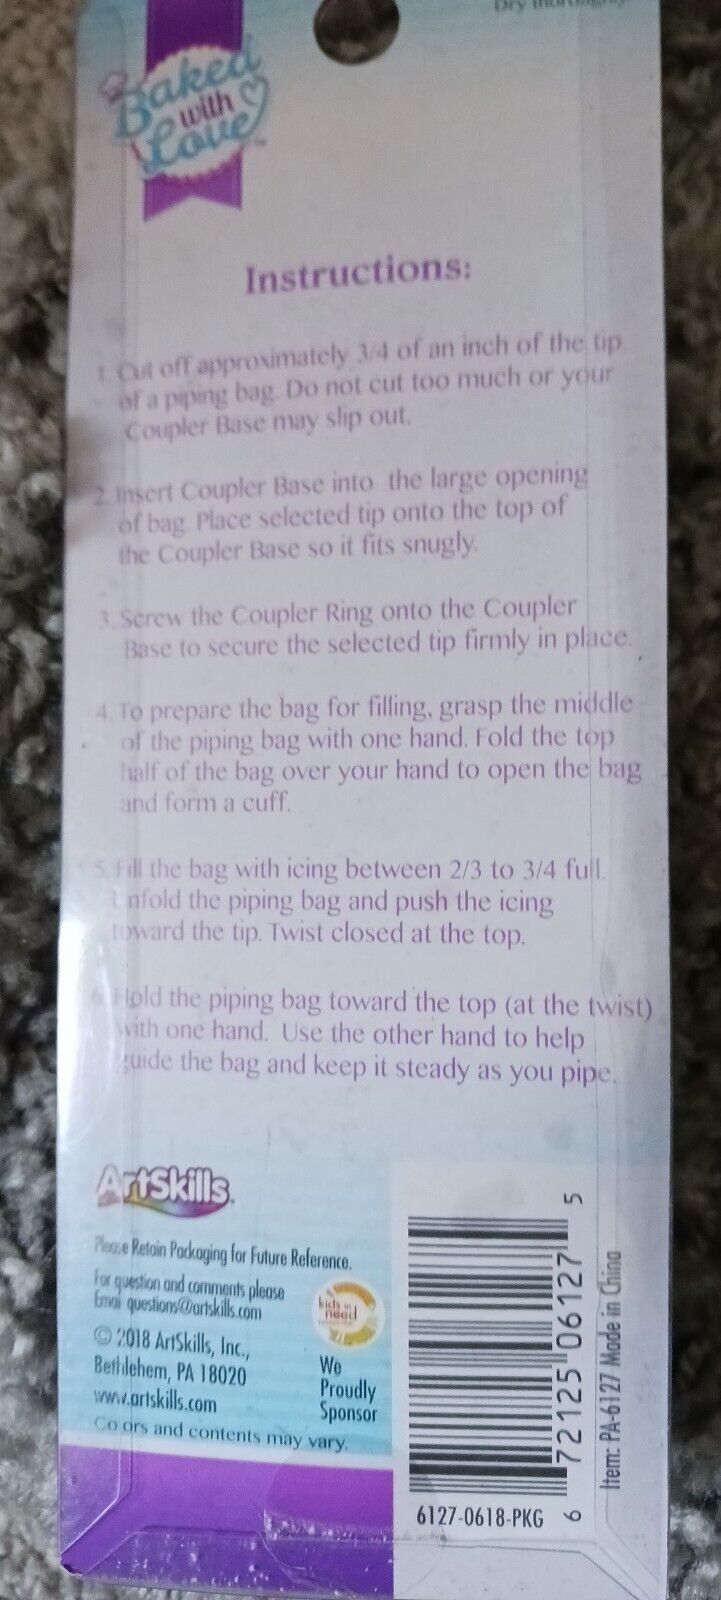 Dry thoroughly
Baked
with
Love
Instructions:
1. Cut off approximately 3/4 of an inch of the tip
of a piping bag. Do not cut too much or your
Coupler Base may slip out.
2. Insert Coupler Base into the large opening
of bag. Place selected tip onto the top of
the Coupler Base so it fits snugly.
3. Screw the Coupler Ring onto the Coupler
Base to secure the selected tip firmly in place.
4. To prepare the bag for filling, grasp the middle
of the piping bag with one hand. Fold the top
half of the bag over your hand to open the bag
and form a cuff.
5. Fill the bag with icing between 2/3 to 3/4 full.
Unfold the piping bag and push the icing
toward the tip. Twist closed at the top.
6. Hold the piping bag toward the top (at the twist)
with one hand. Use the other hand to help
guide the bag and keep it steady as you pipe.
ArtSkills
Please Retain Packaging for Future Reference.
For question and comments please
Email questions@artskills.com
© 2018 ArtSkills, Inc.,
Bethlehem, PA 18020
www.artskills.com
Colors and contents may vary.
kids in
need
We
Proudly
Sponsor
6 72125 06127 5
Item: PA-6127 Made in China
6127-0618-PKG